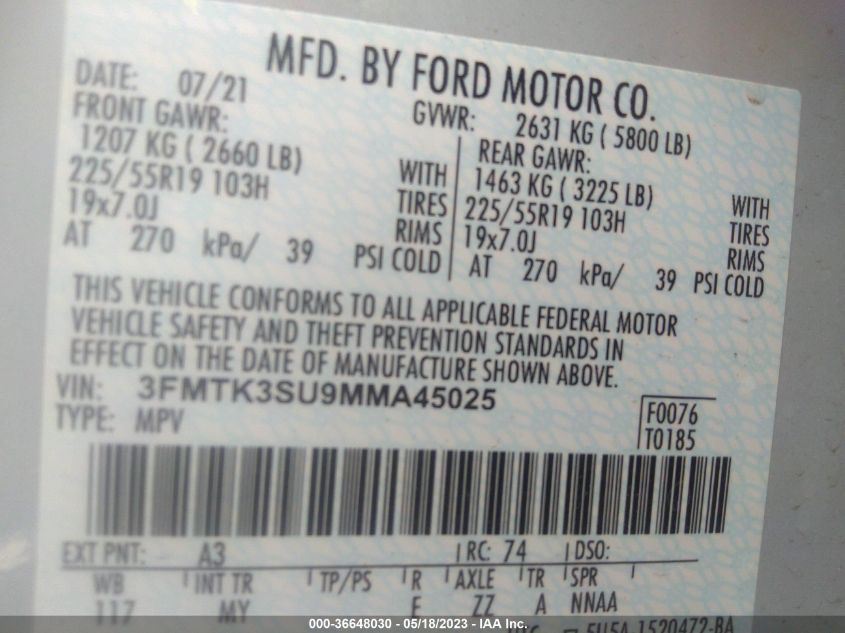 MFD. BY FORD MOTOR CO.
DATE: 07/21
GVWR: 2631 KG ( 5800 LB)
FRONT GAWR:
1207 KG ( 2660 LB) WITH
225/55R19 103H TIRES
19x7.0J RIMS
AT 270 kPa/ 39 PSI COLD
REAR GAWR:
1463 KG ( 3225 LB) WITH
225/55R19 103H TIRES
19x7.0J RIMS
AT 270 kPa/ 39 PSI COLD
THIS VEHICLE CONFORMS TO ALL APPLICABLE FEDERAL MOTOR
VEHICLE SAFETY AND THEFT PREVENTION STANDARDS IN
EFFECT ON THE DATE OF MANUFACTURE SHOWN ABOVE.
VIN: 3FMTK3SU9MMA45025
TYPE: MPV
F0076
T0185
EXT PNT: A3 RC: 74 DSO:
WB INT TR TP/PS R AXLE TR SPR
117 MY E ZZ A NNAA
000-36648030 - 05/18/2023 - IAA Inc.